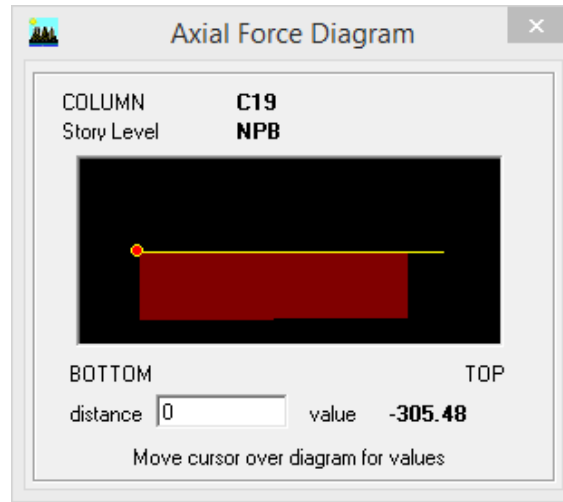 Axial Force Diagram
COLUMN C19
Story Level NPB
BOTTOM TOP
distance 0 value -305.48
Move cursor over diagram for values